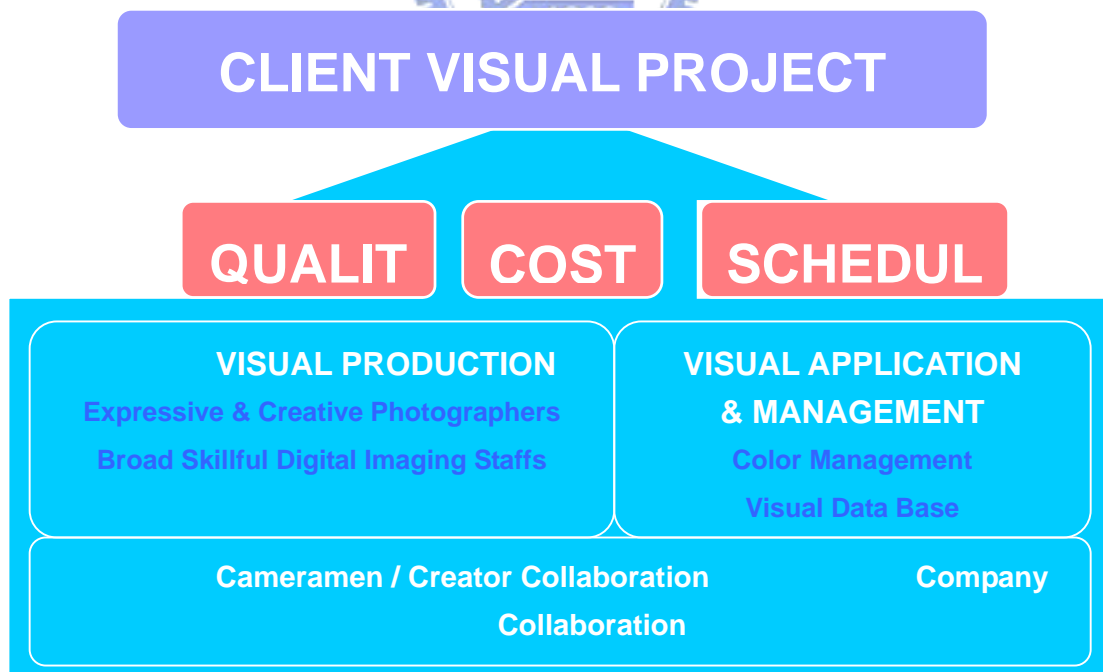 CLIENT VISUAL PROJECT
QUALIT
COST
SCHEDUL
VISUAL PRODUCTION
Expressive & Creative Photographers
Broad Skillful Digital Imaging Staffs
VISUAL APPLICATION
& MANAGEMENT
Color Management
Visual Data Base
Cameramen / Creator Collaboration Company
Collaboration